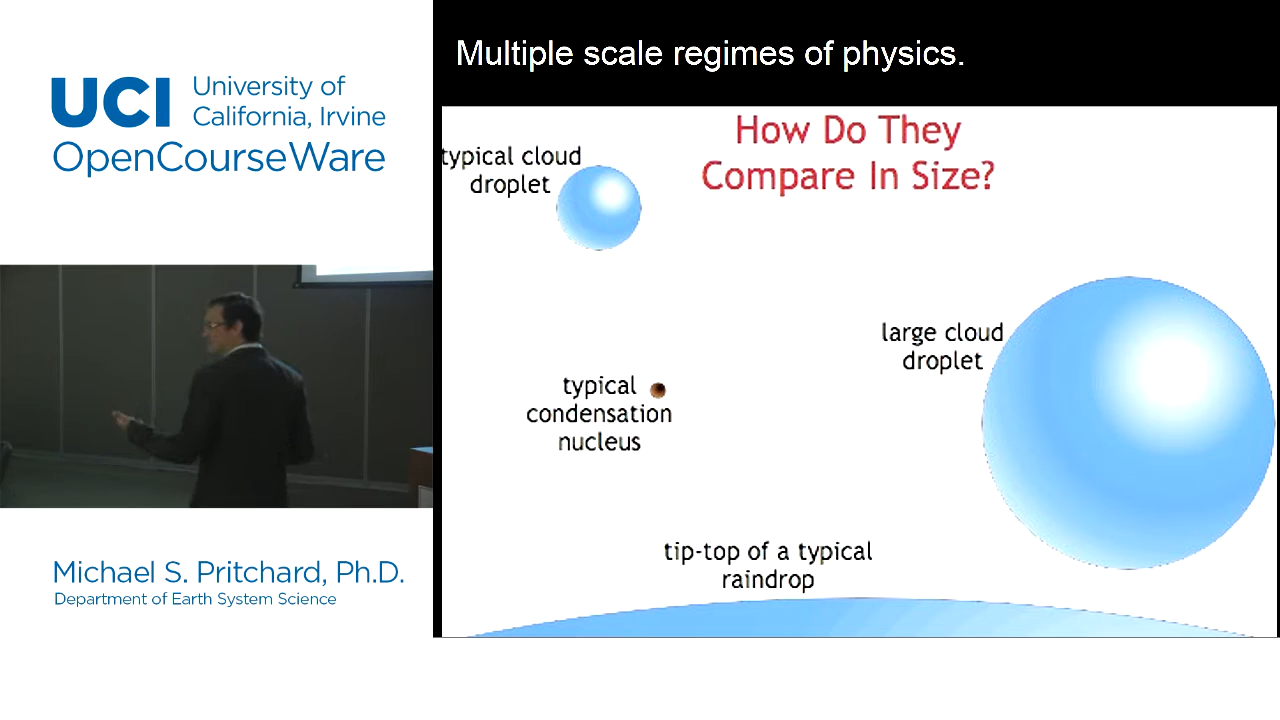 UCI University of
California, Irvine
OpenCourseWare
Michael S. Pritchard, Ph.D.
Department of Earth System Science
Multiple scale regimes of physics.
How Do They
Compare In Size?
typical cloud
droplet
large cloud
droplet
typical
condensation
nucleus
tip-top of a typical
raindrop